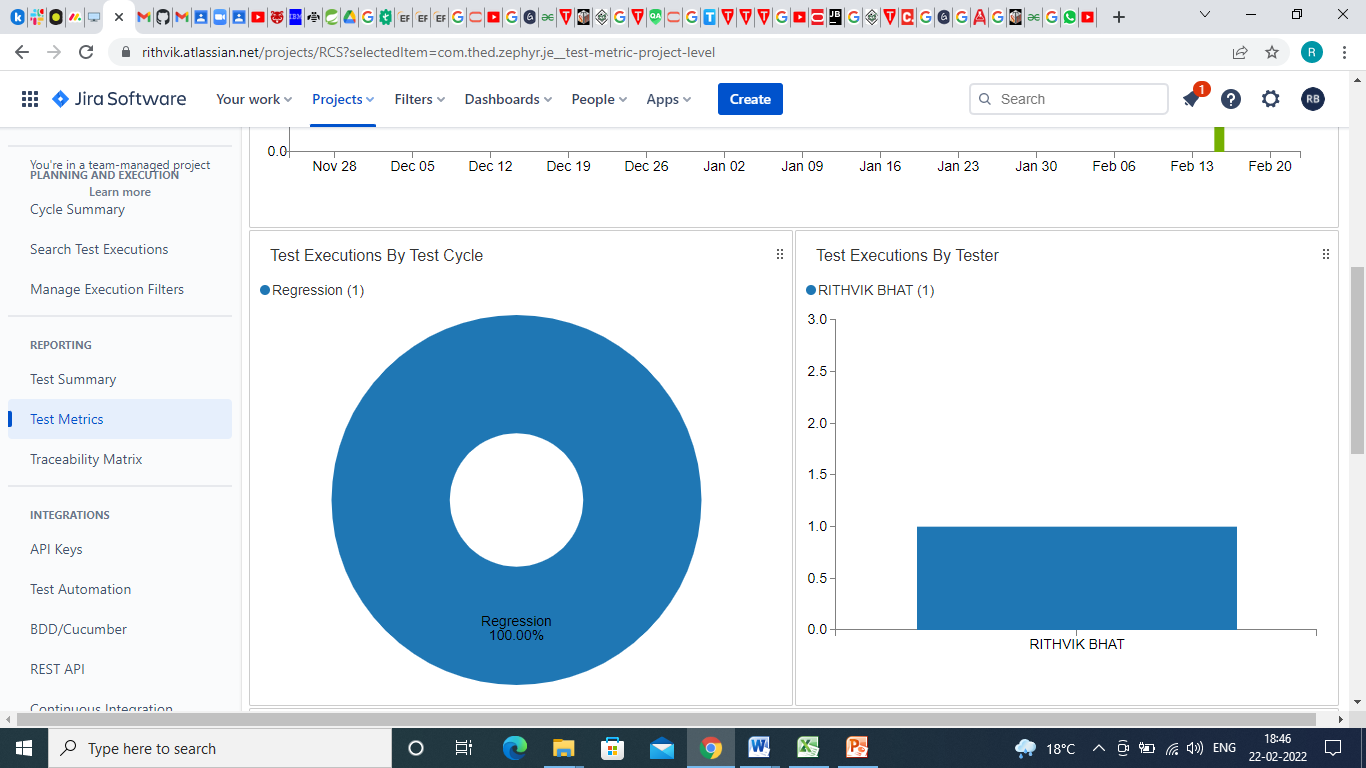 rithvik.atlassian.net/projects/RCS?selectedItem=com.thed.zephyr.je__test-metric-project-level
R
Jira Software
Your work
Projects
Filters
Dashboards
People
Apps
Create
Search
1
RB
You're in a team-managed project
PLANNING AND EXECUTION
Learn more
Cycle Summary
Search Test Executions
Manage Execution Filters
REPORTING
Test Summary
Test Metrics
Traceability Matrix
INTEGRATIONS
API Keys
Test Automation
BDD/Cucumber
REST API
Continuous Integration
0.0
Nov 28 Dec 05 Dec 12 Dec 19 Dec 26 Jan 02 Jan 09 Jan 16 Jan 23 Jan 30 Feb 06 Feb 13 Feb 20
Test Executions By Test Cycle
Regression (1)
Regression
100.00%
Test Executions By Tester
RITHVIK BHAT (1)
3.0
2.5
2.0
1.5
1.0
0.5
0.0
RITHVIK BHAT
Type here to search
18°C
ENG
18:46
22-02-2022